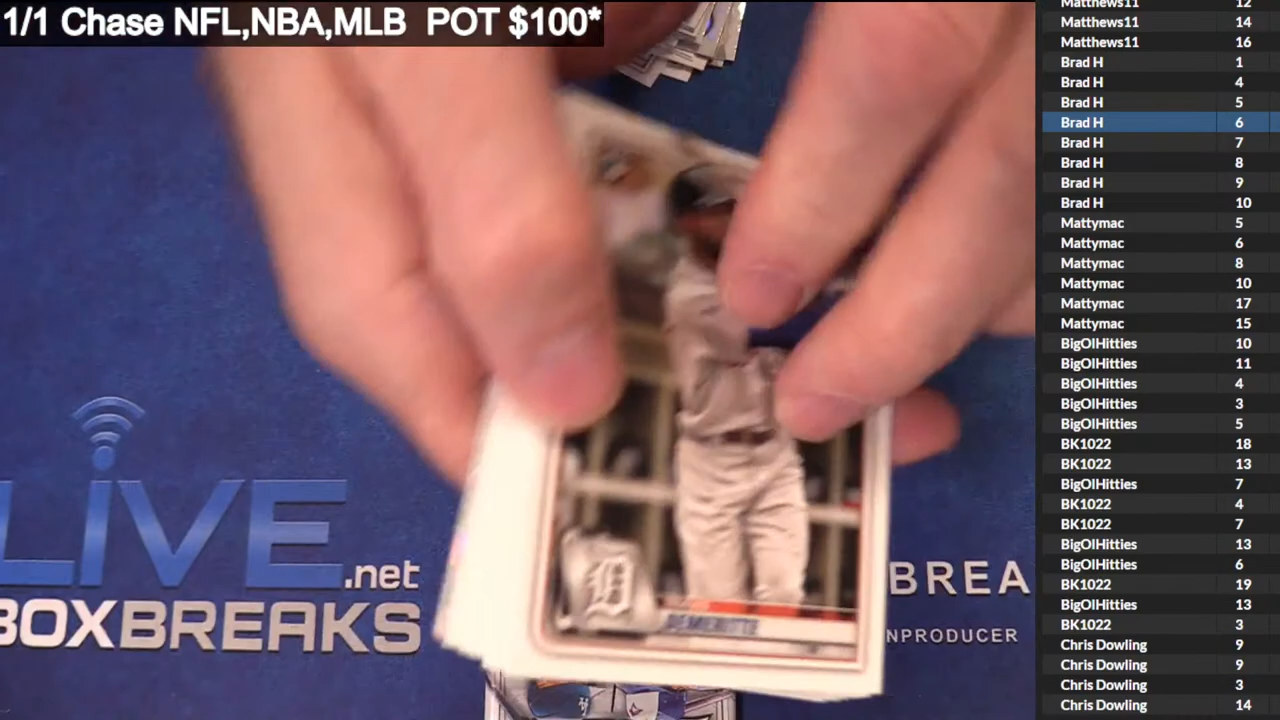 1/1 Chase NFL,NBA,MLB POT $100*
Matthews11 12
Matthews11 14
Matthews11 16
Brad H 1
Brad H 4
Brad H 5
Brad H 6
Brad H 7
Brad H 8
Brad H 9
Brad H 10
Mattymac 5
Mattymac 6
Mattymac 8
Mattymac 10
Mattymac 17
Mattymac 15
BigOlHitties 10
BigOlHitties 11
BigOlHitties 4
BigOlHitties 3
BigOlHitties 5
BK1022 18
BK1022 13
BigOlHitties 7
BK1022 4
BK1022 7
BigOlHitties 13
BigOlHitties 6
BK1022 19
BigOlHitties 13
BK1022 3
Chris Dowling 9
Chris Dowling 9
Chris Dowling 3
Chris Dowling 14
LIVE.net
BOXBREAKS
BREA
NPRODUCER
D
DEMERITTE